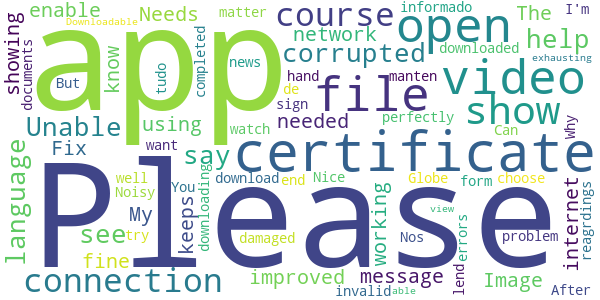 Downloadable
enable
Needs
matter
course
informado
I'm
showing
documents
app
tudo
completed
news
network
open
The
help
But
know
corrupted
downloaded
exhausting
hand
manten
video
de
file
Unable
using
sign
needed
perfectly
show
Why
want
watch
Can
Fix
say
certificate
language
Please
see
My
well
Noisy
try
You
keeps
downloading
download
end
Nice
Globe
form
choose
working
internet
reagrdings
fine
damaged
Nos
view
problem
errors
lend
message
connection
improved
invalid
able
Image
After